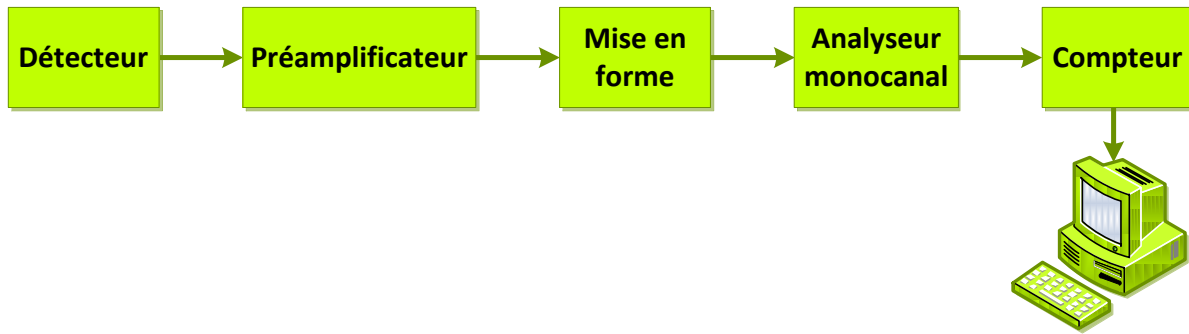 Détecteur
Préamplificateur
Mise en
forme
Analyseur
monocanal
Compteur